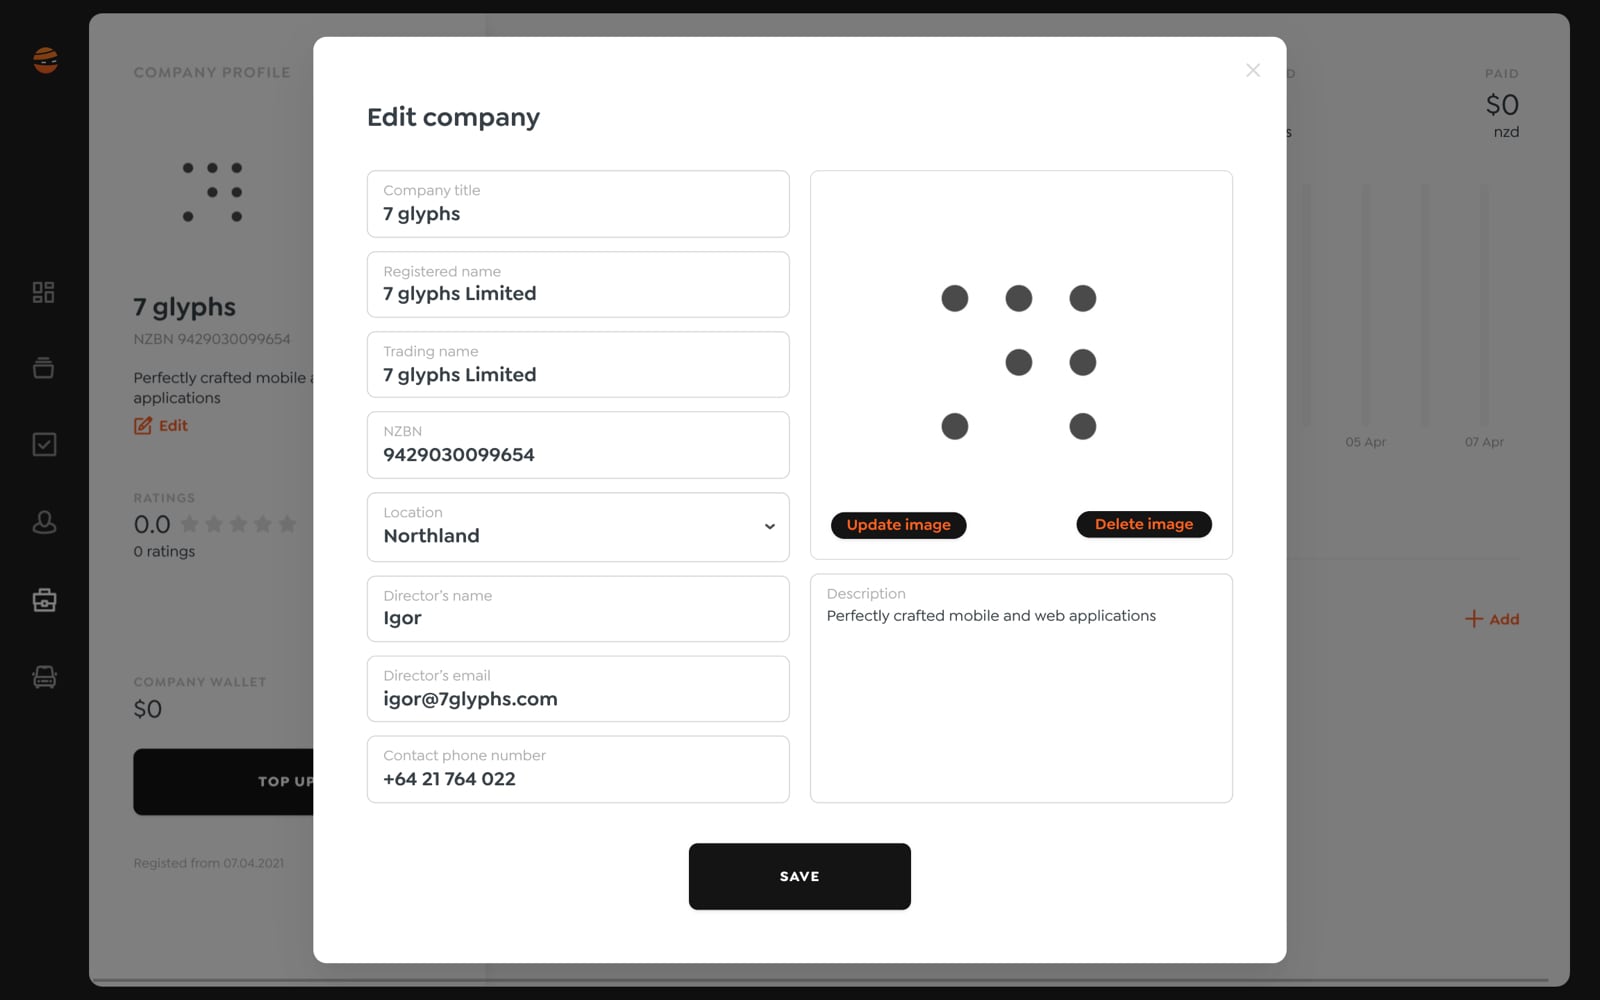 COMPANY PROFILE
7 glyphs
NZBN 9429030099654
Perfectly crafted mobile
applications
Edit
RATINGS
0.0
0 ratings
COMPANY WALLET
$0
TOP UP
Registed from 07.04.2021
Edit company
Company title
7 glyphs
Registered name
7 glyphs Limited
Trading name
7 glyphs Limited
NZBN
9429030099654
Location
Northland
Director's name
Igor
Director's email
igor@7glyphs.com
Contact phone number
+64 21 764 022
Update image
Delete image
Description
Perfectly crafted mobile and web applications
SAVE
PAID
$0
nzd
05 Apr
07 Apr
Add